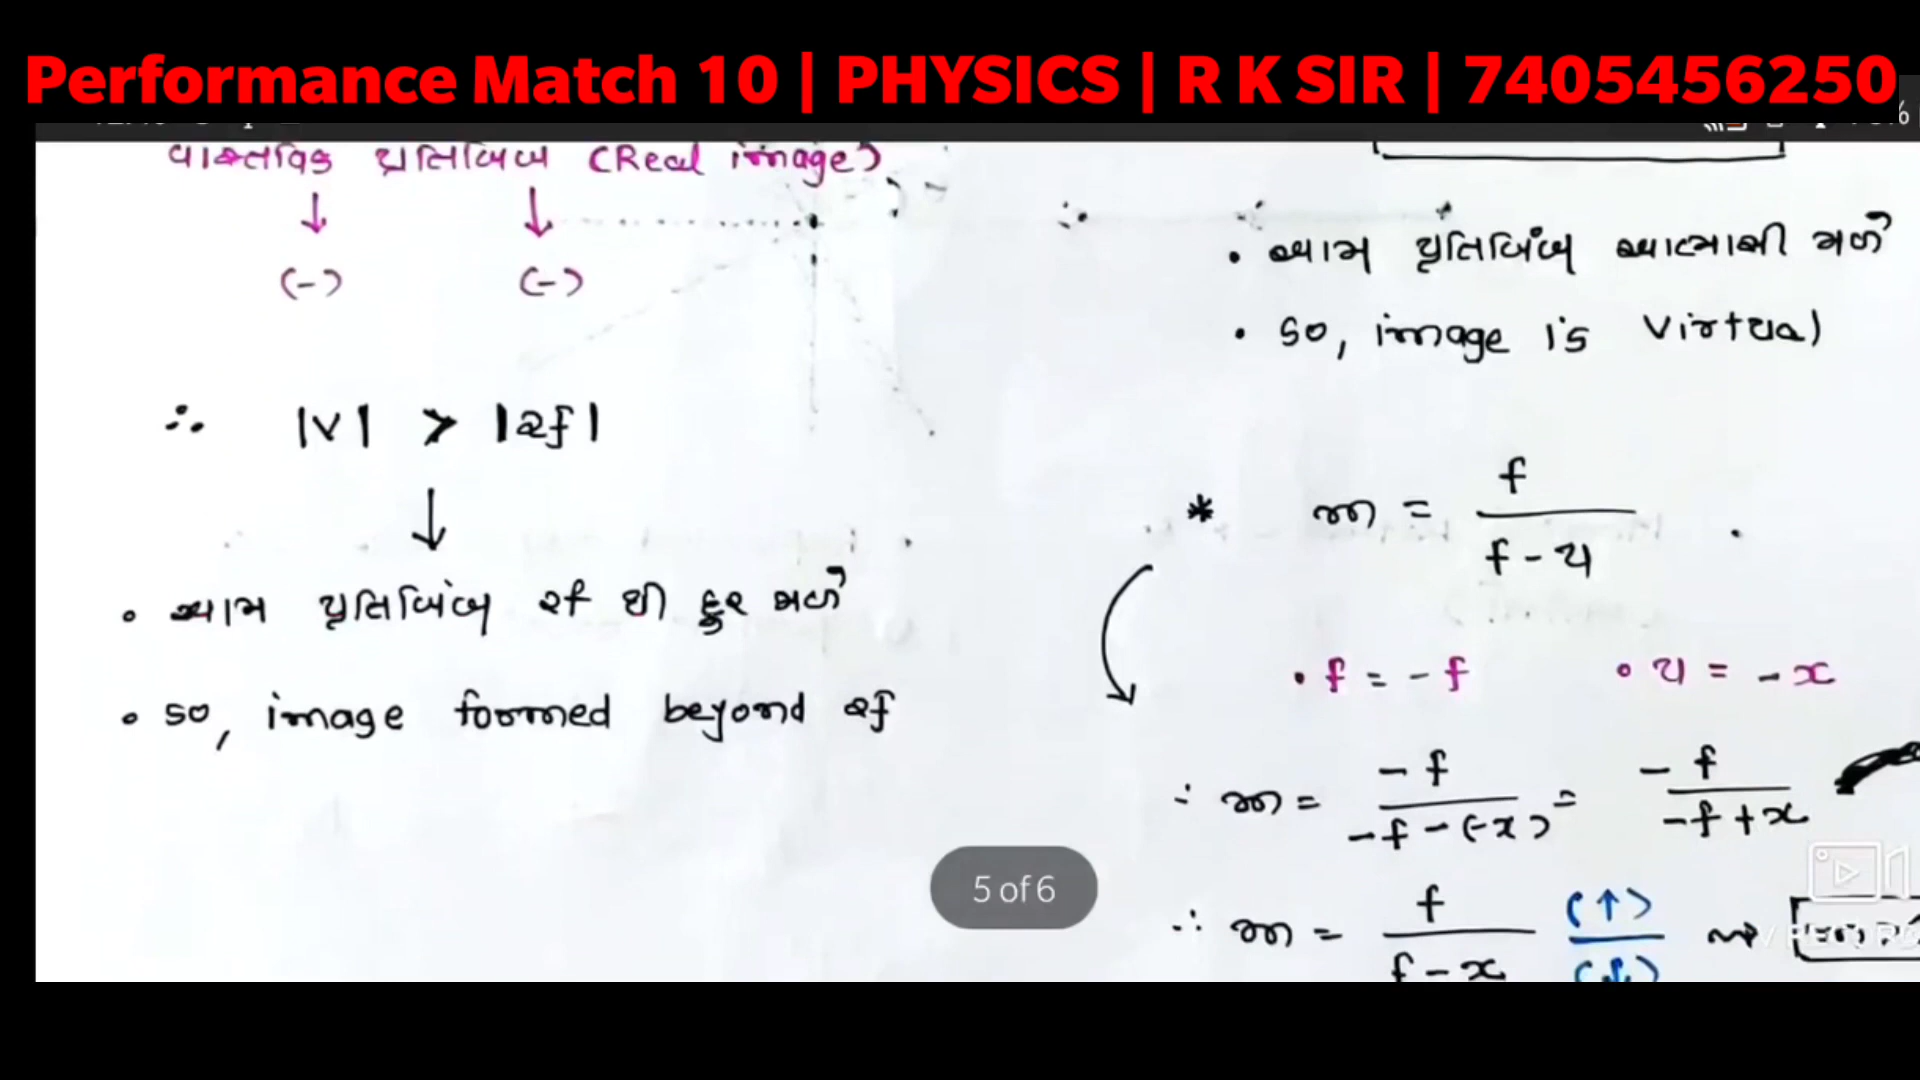 Performance Match 10 | PHYSICS | R K SIR | 7405456250
વાસ્તવિક પ્રતિબિંબ (Real image)
↓ ↓
(-) (-)
∴ |v| > |2f|
↓
• આમ પ્રતિબિંબ 2f થી દુર મળે
• so, image formed beyond 2f
• આમ પ્રતિબિંબ આભાસી મળે
• so, image is virtual
* m = f / f - u
• f = - f • u = - x
∴ m = - f / - f - (-x) = - f / - f + x
∴ m = f / f - x (↑) / (↓)
5 of 6